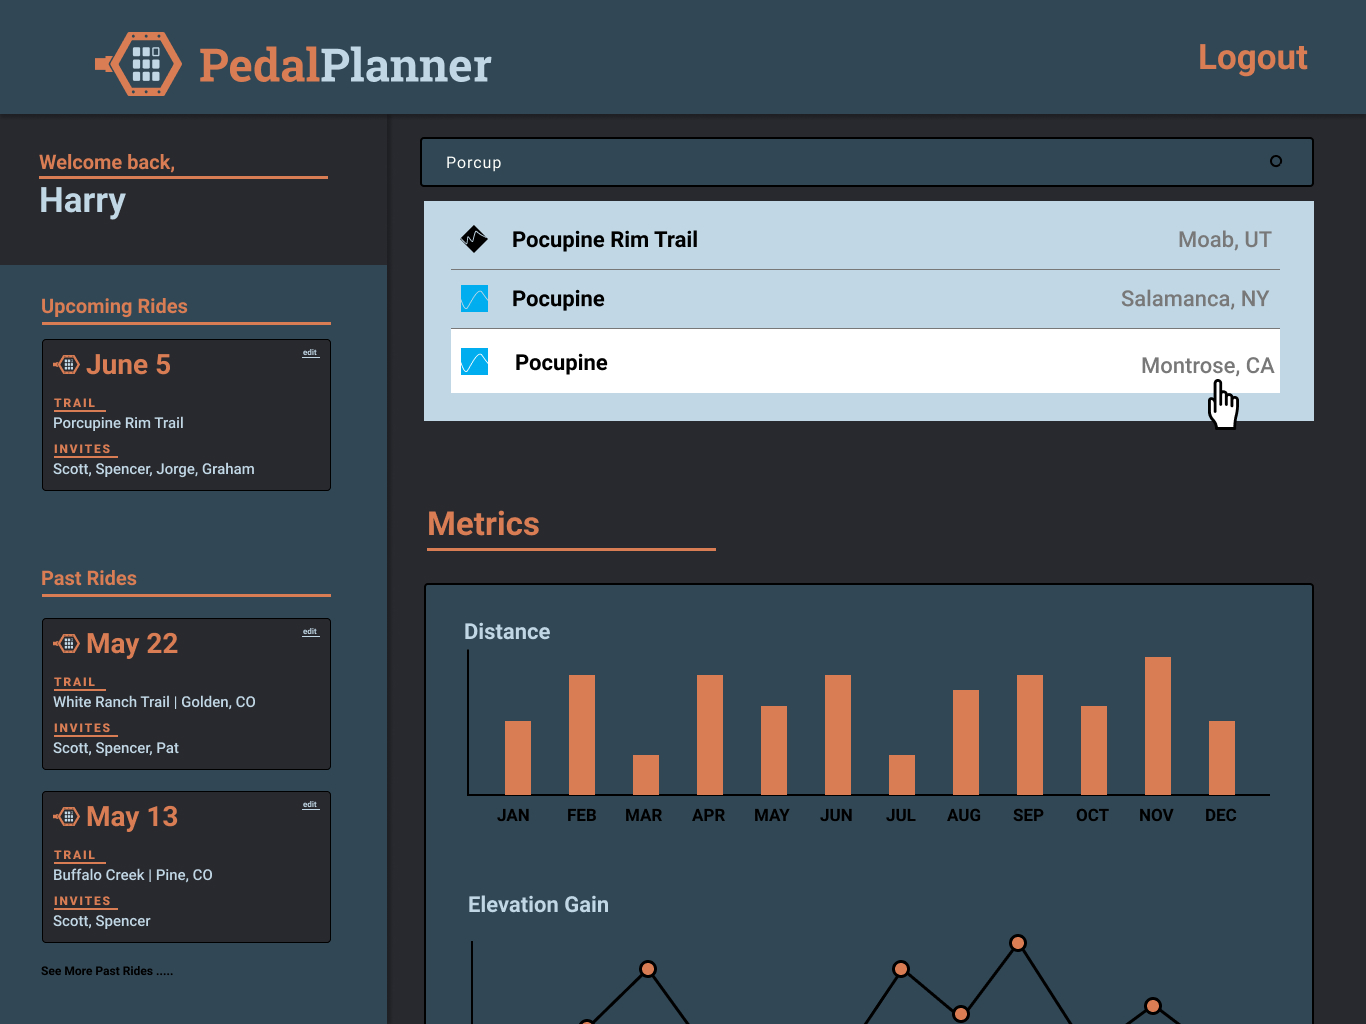 PedalPlanner
Logout
Welcome back,
Harry
Porcup
Pocupine Rim Trail Moab, UT
Pocupine Salamanca, NY
Pocupine Montrose, CA
Upcoming Rides
June 5 edit
TRAIL
Porcupine Rim Trail
INVITES
Scott, Spencer, Jorge, Graham
Past Rides
May 22 edit
TRAIL
White Ranch Trail | Golden, CO
INVITES
Scott, Spencer, Pat
May 13 edit
TRAIL
Buffalo Creek | Pine, CO
INVITES
Scott, Spencer
See More Past Rides .....
Metrics
Distance
JAN FEB MAR APR MAY JUN JUL AUG SEP OCT NOV DEC
Elevation Gain